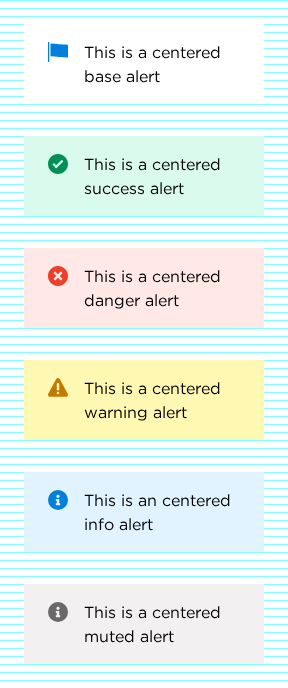 This is a centered
base alert
This is a centered
success alert
This is a centered
danger alert
This is a centered
warning alert
This is an centered
info alert
This is a centered
muted alert